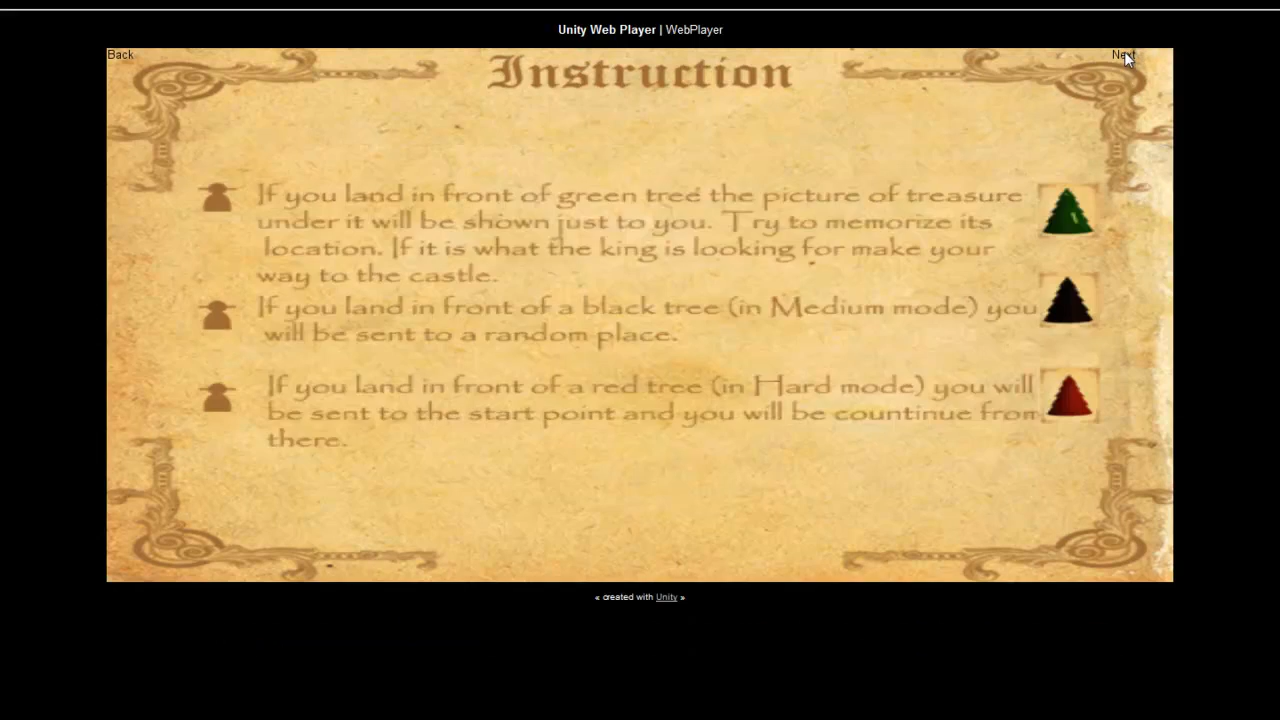 Unity Web Player | WebPlayer
Back
Next
Instruction
If you land in front of green tree the picture of treasure
under it will be shown just to you. Try to memorize its
location. If it is what the king is looking for make your
way to the castle.
If you land in front of a black tree (in Medium mode) you
will be sent to a random place.
If you land in front of a red tree (in Hard mode) you will
be sent to the start point and you will be countinue from
there.
« created with Unity »